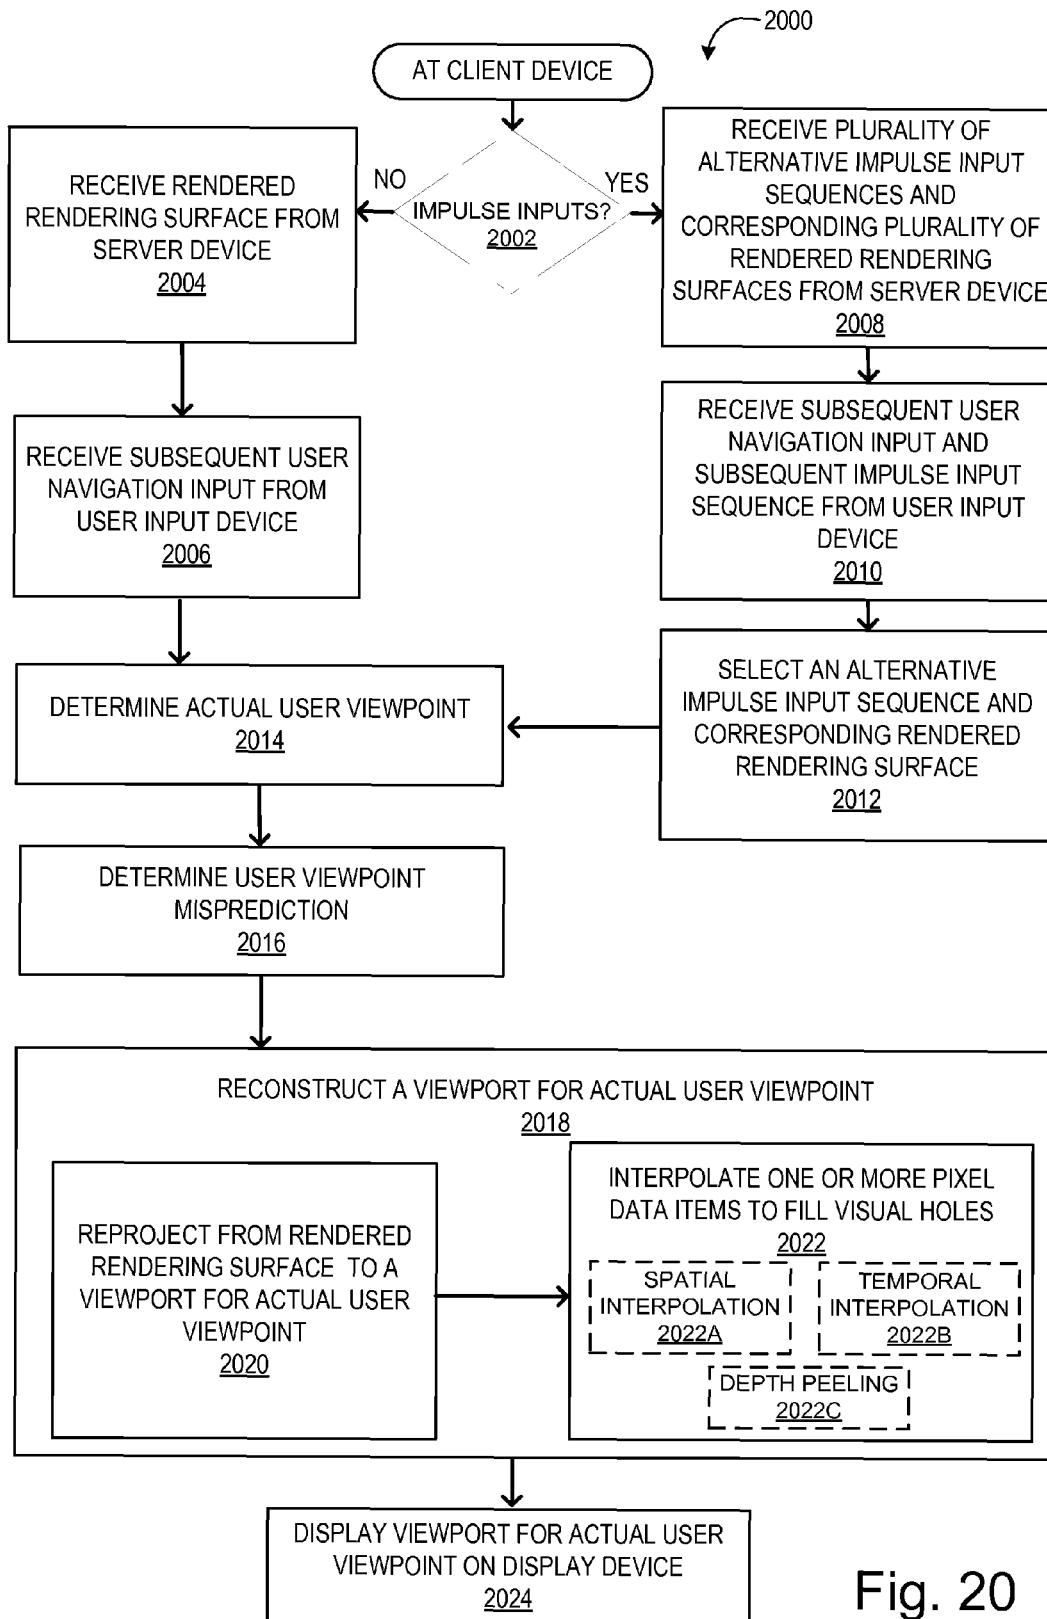 2000
AT CLIENT DEVICE
IMPULSE INPUTS?
2002
NO
YES
RECEIVE RENDERED
RENDERING SURFACE FROM
SERVER DEVICE
2004
RECEIVE SUBSEQUENT USER
NAVIGATION INPUT FROM
USER INPUT DEVICE
2006
RECEIVE PLURALITY OF
ALTERNATIVE IMPULSE INPUT
SEQUENCES AND
CORRESPONDING PLURALITY OF
RENDERED RENDERING
SURFACES FROM SERVER DEVICE
2008
RECEIVE SUBSEQUENT USER
NAVIGATION INPUT AND
SUBSEQUENT IMPULSE INPUT
SEQUENCE FROM USER INPUT
DEVICE
2010
SELECT AN ALTERNATIVE
IMPULSE INPUT SEQUENCE AND
CORRESPONDING RENDERED
RENDERING SURFACE
2012
DETERMINE ACTUAL USER VIEWPOINT
2014
DETERMINE USER VIEWPOINT
MISPREDICTION
2016
RECONSTRUCT A VIEWPORT FOR ACTUAL USER VIEWPOINT
2018
REPROJECT FROM RENDERED
RENDERING SURFACE TO A
VIEWPORT FOR ACTUAL USER
VIEWPOINT
2020
INTERPOLATE ONE OR MORE PIXEL
DATA ITEMS TO FILL VISUAL HOLES
2022
SPATIAL
INTERPOLATION
2022A
TEMPORAL
INTERPOLATION
2022B
DEPTH PEELING
2022C
DISPLAY VIEWPORT FOR ACTUAL USER
VIEWPOINT ON DISPLAY DEVICE
2024
Fig. 20